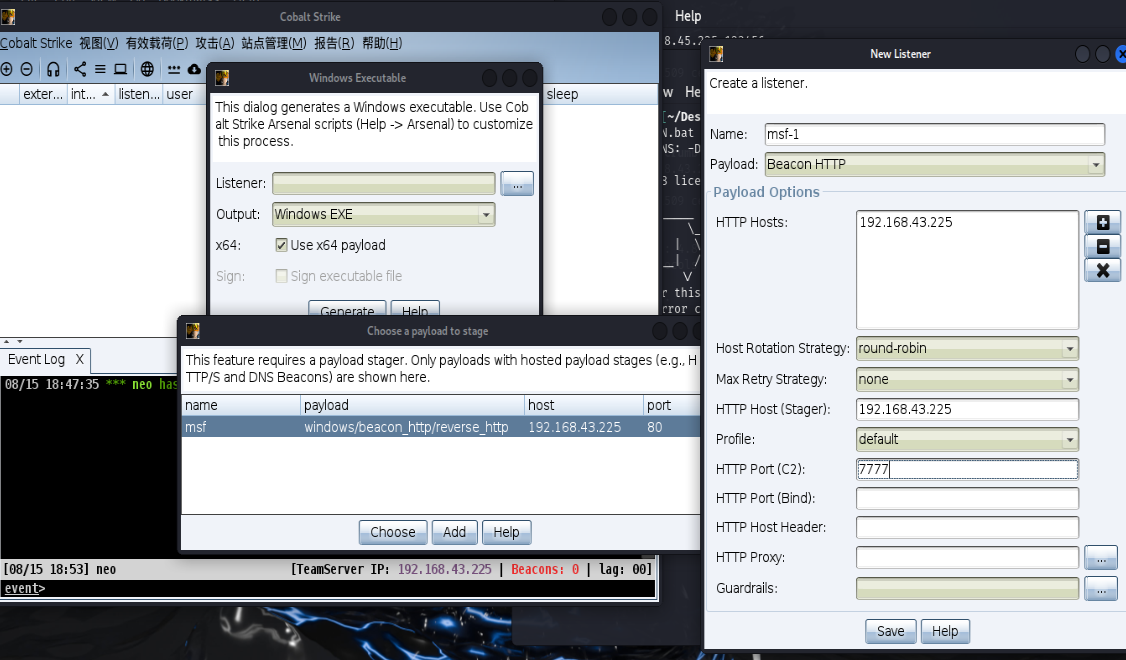 Cobalt Strike
Cobalt Strike 视图(V) 有效载荷(P) 攻击(A) 站点管理(M) 报告(R) 帮助(H)
exter... int... listen... user
sleep
Windows Executable
This dialog generates a Windows executable. Use Cob
alt Strike Arsenal scripts (Help -> Arsenal) to customize
this process.
Listener:
...
Output: Windows EXE
x64: Use x64 payload
Sign: Sign executable file
Generate Help
Choose a payload to stage
This feature requires a payload stager. Only payloads with hosted payload stages (e.g., H
TTP/S and DNS Beacons) are shown here.
name payload host port
msf windows/beacon_http/reverse_http 192.168.43.225 80
Choose Add Help
Event Log X
08/15 18:47:35 *** neo has
[08/15 18:53] neo [TeamServer IP: 192.168.43.225 | Beacons: 0 | lag: 00]
event>
Help
w He
[~/Des
N.bat
NS: -D
3 lice
r this
rror c
New Listener
Create a listener.
Name: msf-1
Payload: Beacon HTTP
Payload Options
HTTP Hosts: 192.168.43.225
Host Rotation Strategy: round-robin
Max Retry Strategy: none
HTTP Host (Stager): 192.168.43.225
Profile: default
HTTP Port (C2): 7777
HTTP Port (Bind):
HTTP Host Header:
HTTP Proxy: ...
Guardrails: ...
Save Help